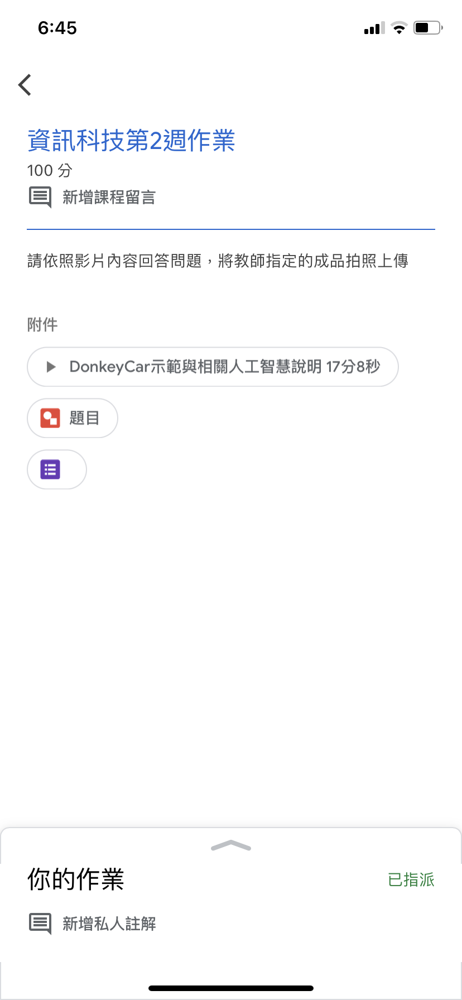 6:45
資訊科技第2週作業
100 分
新增課程留言
請依照影片內容回答問題，將教師指定的成品拍照上傳
附件
DonkeyCar示範與相關人工智慧說明 17分8秒
題目
你的作業
已指派
新增私人註解